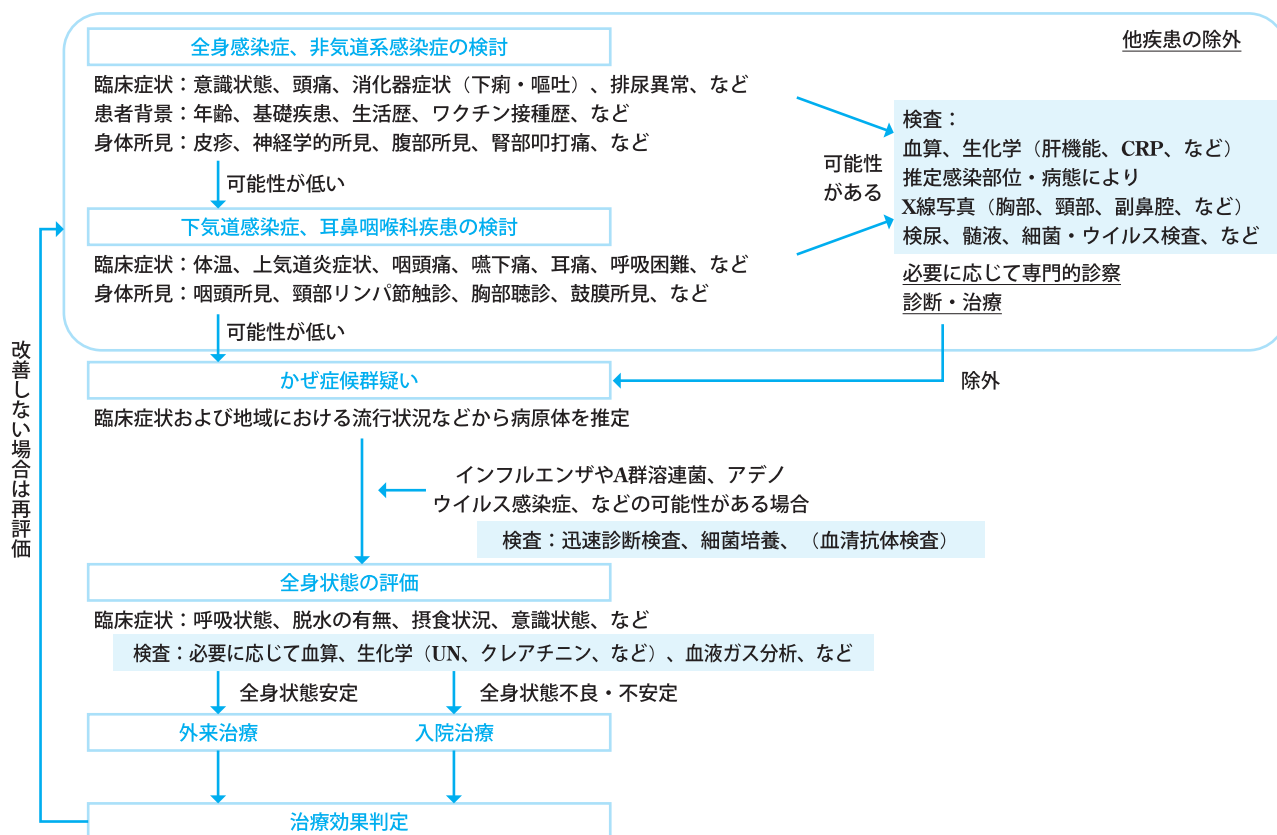 全身感染症、非気道系感染症の検討
他疾患の除外
臨床症状：意識状態、頭痛、消化器症状（下痢・嘔吐）、排尿異常、など
患者背景：年齢、基礎疾患、生活歴、ワクチン接種歴、など
身体所見：皮疹、神経学的所見、腹部所見、腎部叩打痛、など
可能性が低い
可能性
がある
検査：
血算、生化学（肝機能、CRP、など）
推定感染部位・病態により
X線写真（胸部、頸部、副鼻腔、など）
検尿、髄液、細菌・ウイルス検査、など
必要に応じて専門的診察
診断・治療
下気道感染症、耳鼻咽喉科疾患の検討
臨床症状：体温、上気道炎症状、咽頭痛、嚥下痛、耳痛、呼吸困難、など
身体所見：咽頭所見、頸部リンパ節触診、胸部聴診、鼓膜所見、など
可能性が低い
除外
かぜ症候群疑い
臨床症状および地域における流行状況などから病原体を推定
インフルエンザやA群溶連菌、アデノ
ウイルス感染症、などの可能性がある場合
検査：迅速診断検査、細菌培養、（血清抗体検査）
全身状態の評価
臨床症状：呼吸状態、脱水の有無、摂食状況、意識状態、など
検査：必要に応じて血算、生化学（UN、クレアチニン、など）、血液ガス分析、など
全身状態安定
全身状態不良・不安定
外来治療
入院治療
治療効果判定
改善しない場合は再評価